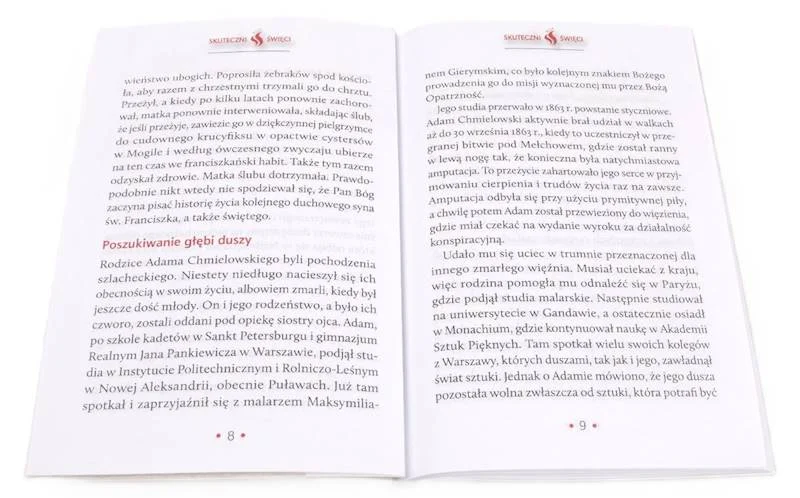 SKUTECZNI ŚWIĘCI
wieństwo ubogich. Poprosiła żebraków spod kościo-
ła, aby razem z chrzestnymi trzymali go do chrztu.
Przeżył, a kiedy po kilku latach ponownie zachoro-
wał, matka ponownie interweniowała, składając ślub,
że jeśli przeżyje, zawiezie go w dziękczynnej pielgrzymce
do cudownego krucyfiksu w opactwie cystersów
w Mogile i według ówczesnego zwyczaju ubierze
na ten czas we franciszkański habit. Także tym razem
odzyskał zdrowie. Matka ślubu dotrzymała. Prawdo-
podobnie nikt wtedy nie spodziewał się, że Pan Bóg
zaczyna pisać historię życia kolejnego duchowego syna
św. Franciszka, a także świętego.
Poszukiwanie głębi duszy
Rodzice Adama Chmielowskiego byli pochodzenia
szlacheckiego. Niestety niedługo nacieszył się ich
obecnością w swoim życiu, albowiem zmarli, kiedy był
jeszcze dość młody. On i jego rodzeństwo, a było ich
czworo, zostali oddani pod opiekę siostry ojca. Adam,
po szkole kadetów w Sankt Petersburgu i gimnazjum
Realnym Jana Pankiewicza w Warszawie, podjął stu-
dia w Instytucie Politechnicznym i Rolniczo-Leśnym
w Nowej Aleksandrii, obecnie Puławach. Już tam
spotkał i zaprzyjaźnił się z malarzem Maksymilia-
• 8 •
SKUTECZNI ŚWIĘCI
nem Gierymskim, co było kolejnym znakiem Bożego
prowadzenia go do misji wyznaczonej mu przez Bożą
Opatrzność.
Jego studia przerwało w 1863 r. powstanie styczniowe.
Adam Chmielowski aktywnie brał udział w walkach
aż do 30 września 1863 r., kiedy to uczestniczył w prze-
granej bitwie pod Mełchowem, gdzie został ranny
w lewą nogę tak, że konieczna była natychmiastowa
amputacja. To przeżycie zahartowało jego serce w przyj-
mowaniu cierpienia i trudów życia raz na zawsze.
Amputacja odbyła się przy użyciu prymitywnej piły,
a chwilę potem Adam został przewieziony do więzienia,
gdzie miał czekać na wydanie wyroku za działalność
konspiracyjną.
Udało mu się uciec w trumnie przeznaczonej dla
innego zmarłego więźnia. Musiał uciekać z kraju,
więc rodzina pomogła mu odnaleźć się w Paryżu,
gdzie podjął studia malarskie. Następnie studiował
na uniwersytecie w Gandawie, a ostatecznie osiadł
w Monachium, gdzie kontynuował naukę w Akademii
Sztuk Pięknych. Tam spotkał wielu swoich kolegów
z Warszawy, których duszami, tak jak i jego, zawładnął
świat sztuki. Jednak o Adamie mówiono, że jego dusza
pozostała wolna zwłaszcza od sztuki, która potrafi być
• 9 •